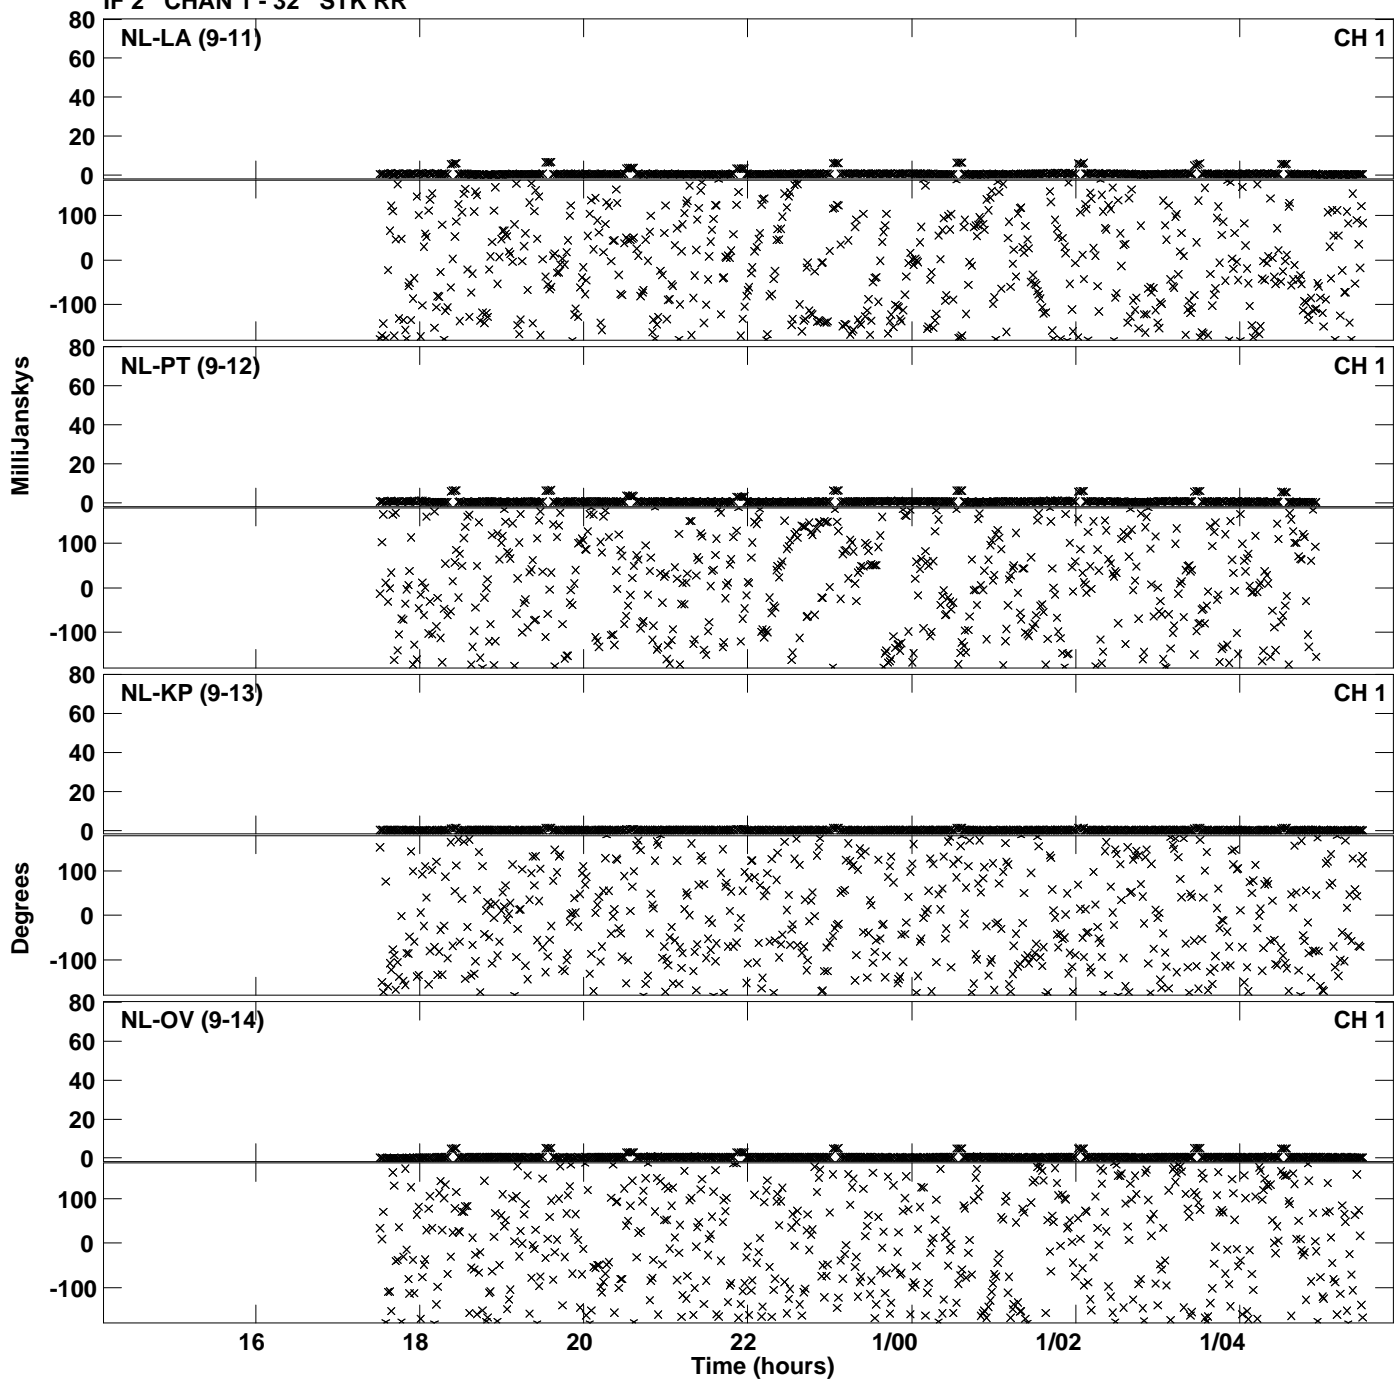 IF 2 CHAN 1 - 32 STK RR
80
NL-LA (9-11)
CH 1
60
40
20
0
100
0
-100
80
NL-PT (9-12)
CH 1
60
40
20
0
100
0
-100
MilliJanskys
80
NL-KP (9-13)
CH 1
60
40
20
0
100
0
-100
Degrees
80
NL-OV (9-14)
CH 1
60
40
20
0
100
0
-100
16 18 20 22 1/00 1/02 1/04
Time (hours)